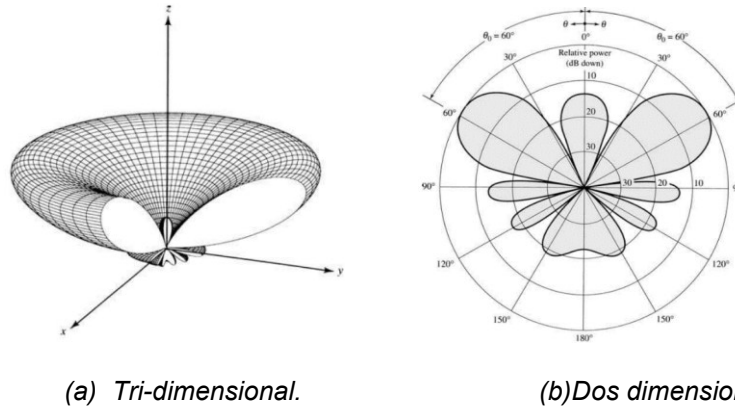 z
y
x
θ θ
0°
θ₀ = 60° θ₀ = 60°
Relative power
(dB down)
30° 30°
10
20
30
60° 60°
90° 30 20 10 9
120° 120°
150° 150°
180°
(a) Tri-dimensional. (b)Dos dimension